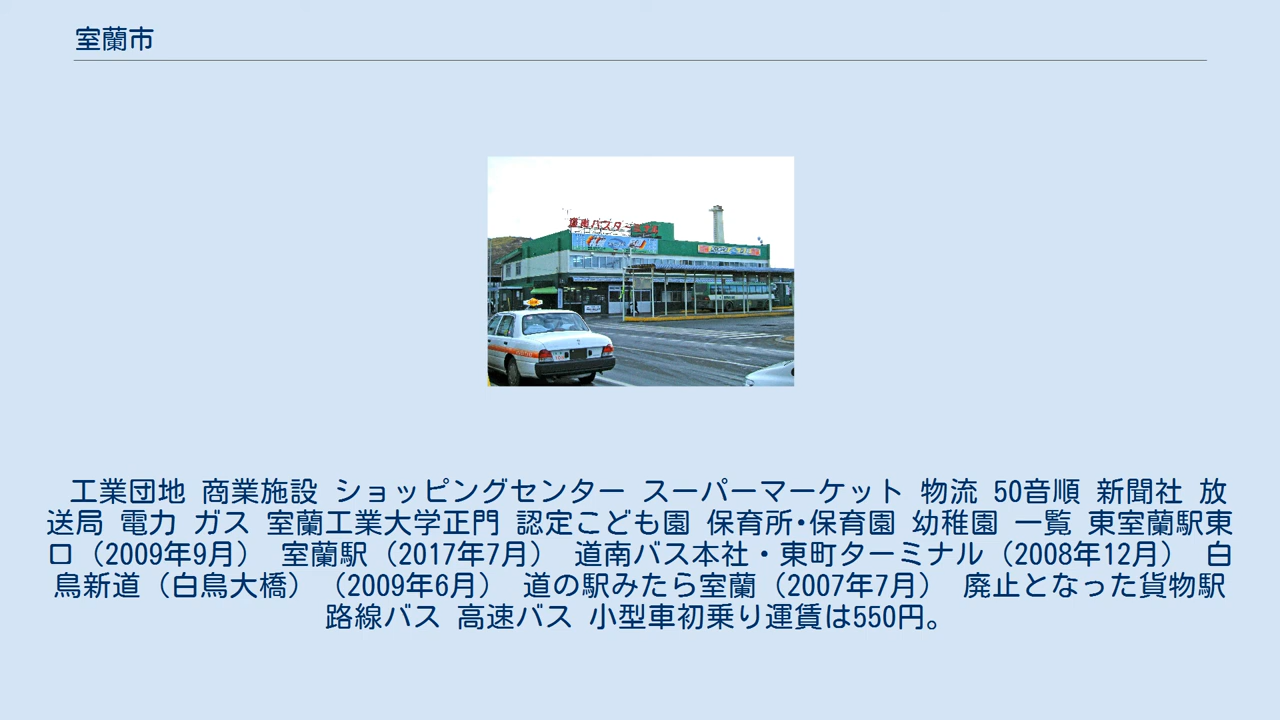 室蘭市
道南バスターミナル
工業団地 商業施設 ショッピングセンター スーパーマーケット 物流 50音順 新聞社 放
送局 電力 ガス 室蘭工業大学正門 認定こども園 保育所・保育園 幼稚園 一覧 東室蘭駅東
口（2009年9月） 室蘭駅（2017年7月） 道南バス本社・東町ターミナル（2008年12月） 白
鳥新道（白鳥大橋）（2009年6月） 道の駅みたら室蘭（2007年7月） 廃止となった貨物駅
路線バス 高速バス 小型車初乗り運賃は550円。